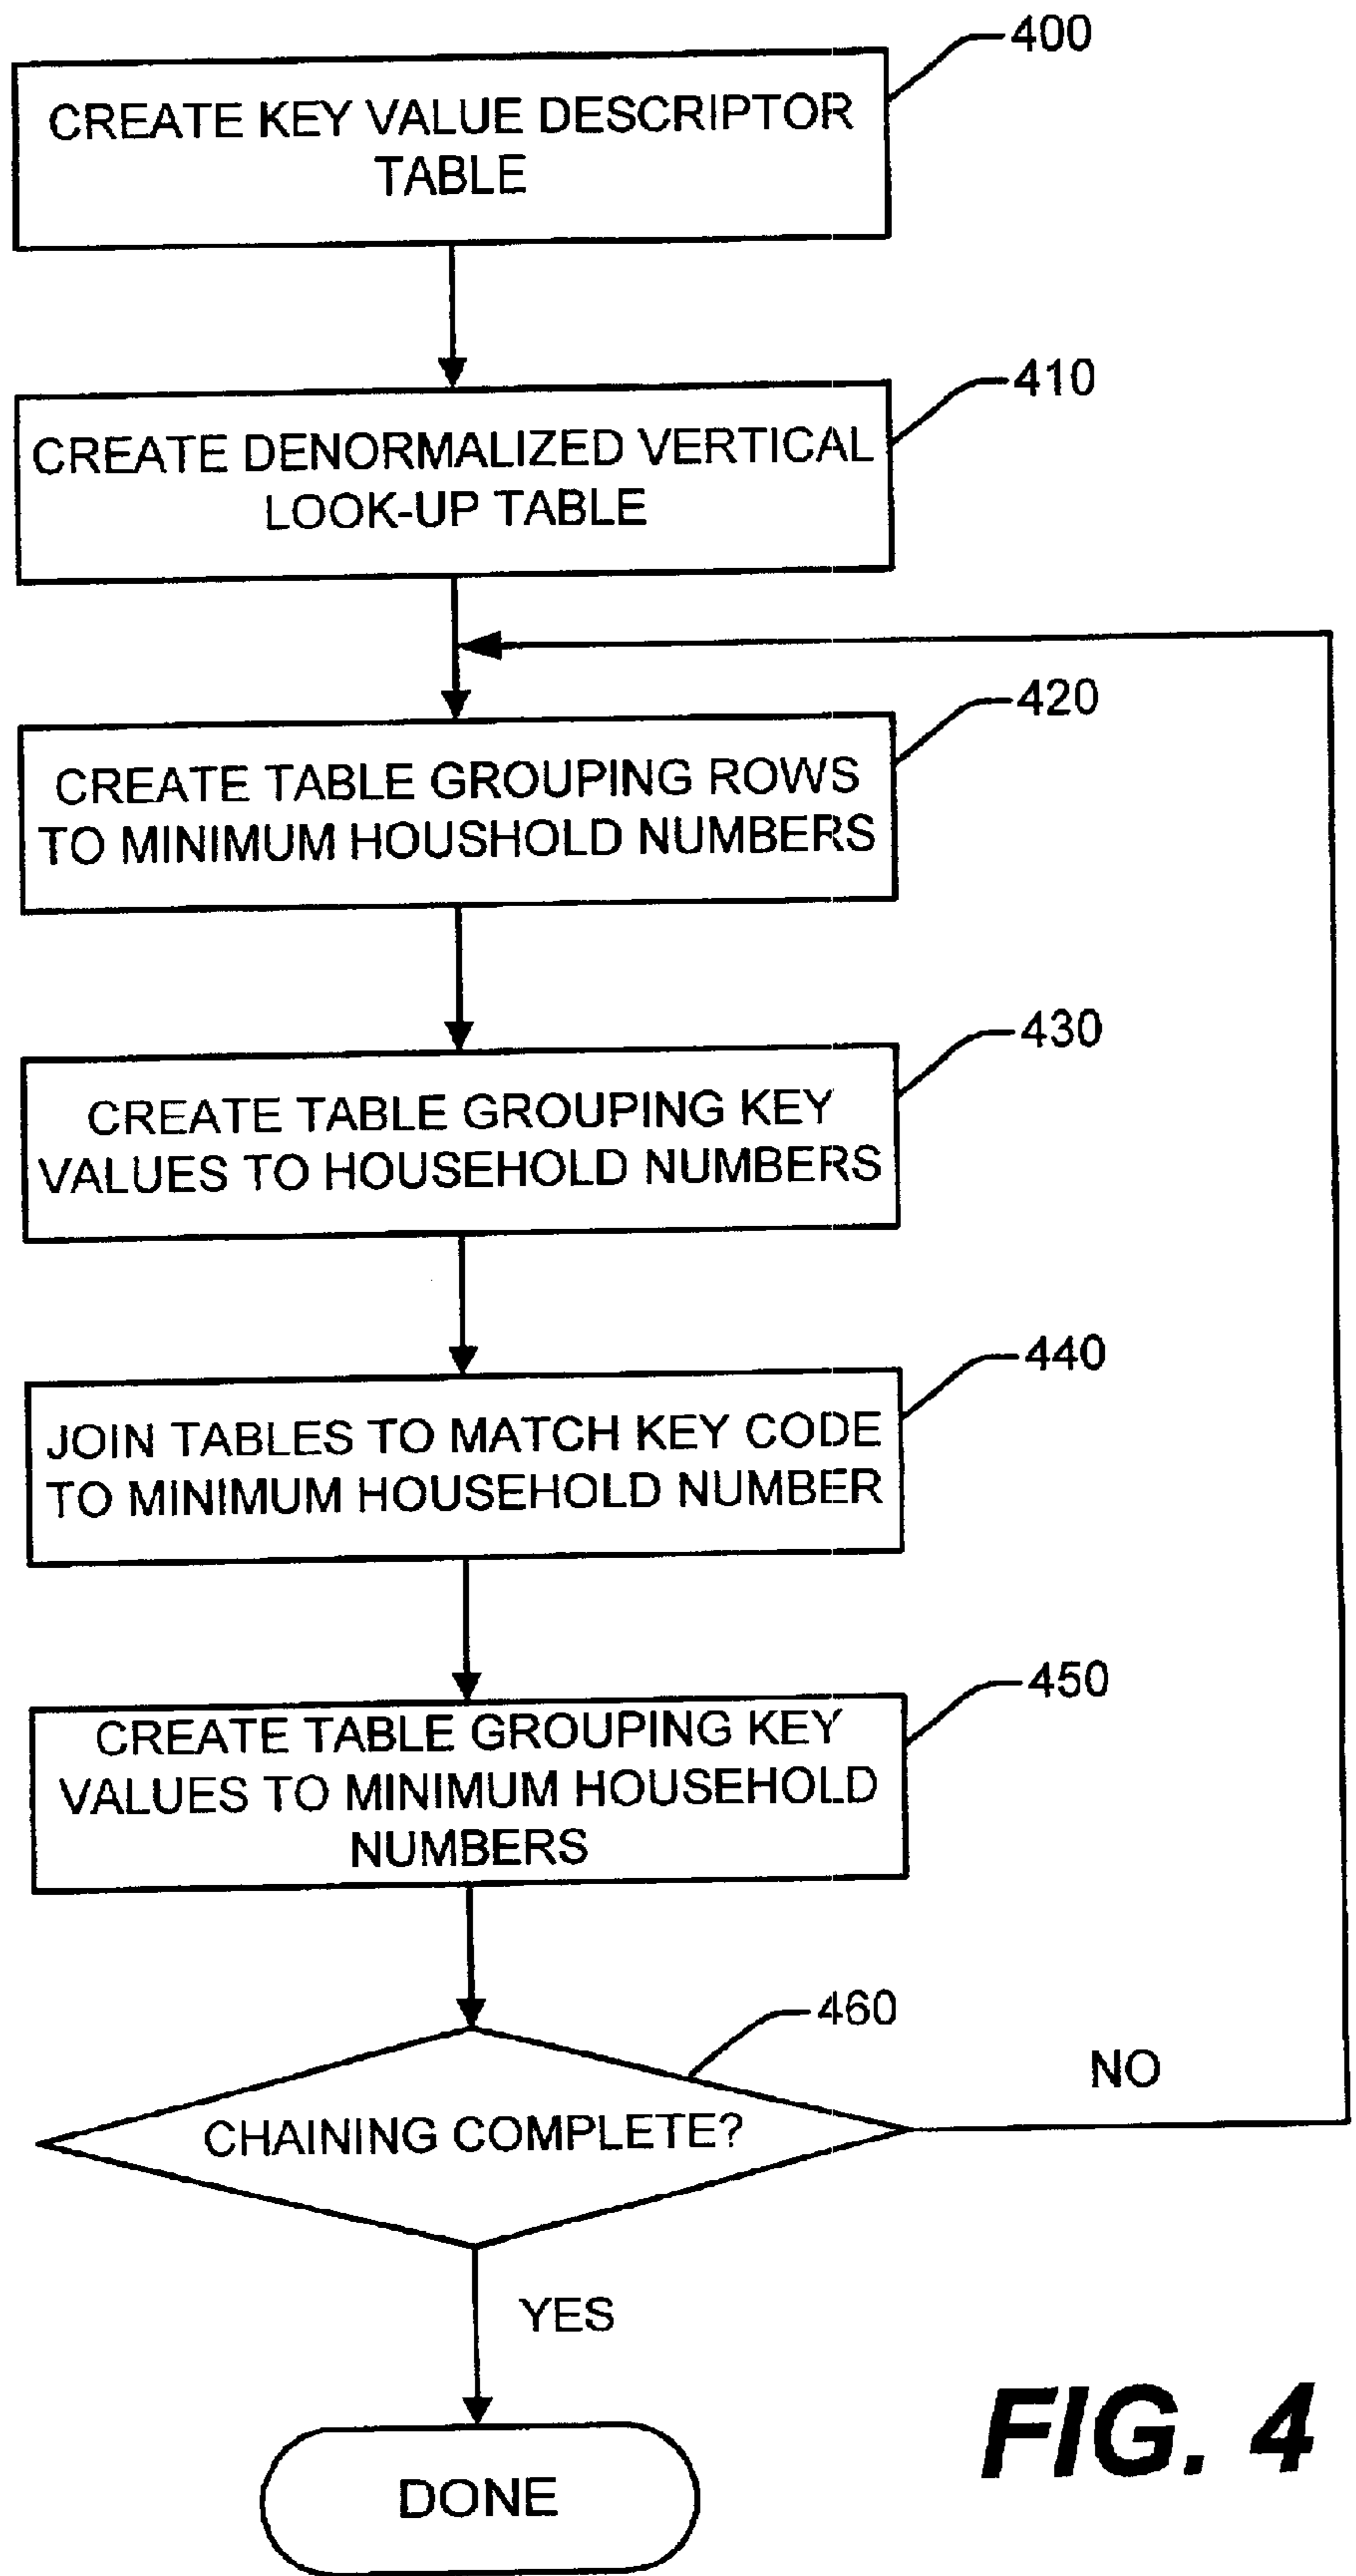 400
CREATE KEY VALUE DESCRIPTOR
TABLE
410
CREATE DENORMALIZED VERTICAL
LOOK-UP TABLE
420
CREATE TABLE GROUPING ROWS
TO MINIMUM HOUSHOLD NUMBERS
430
CREATE TABLE GROUPING KEY
VALUES TO HOUSEHOLD NUMBERS
440
JOIN TABLES TO MATCH KEY CODE
TO MINIMUM HOUSEHOLD NUMBER
450
CREATE TABLE GROUPING KEY
VALUES TO MINIMUM HOUSEHOLD
NUMBERS
460
NO
CHAINING COMPLETE?
YES
FIG. 4
DONE